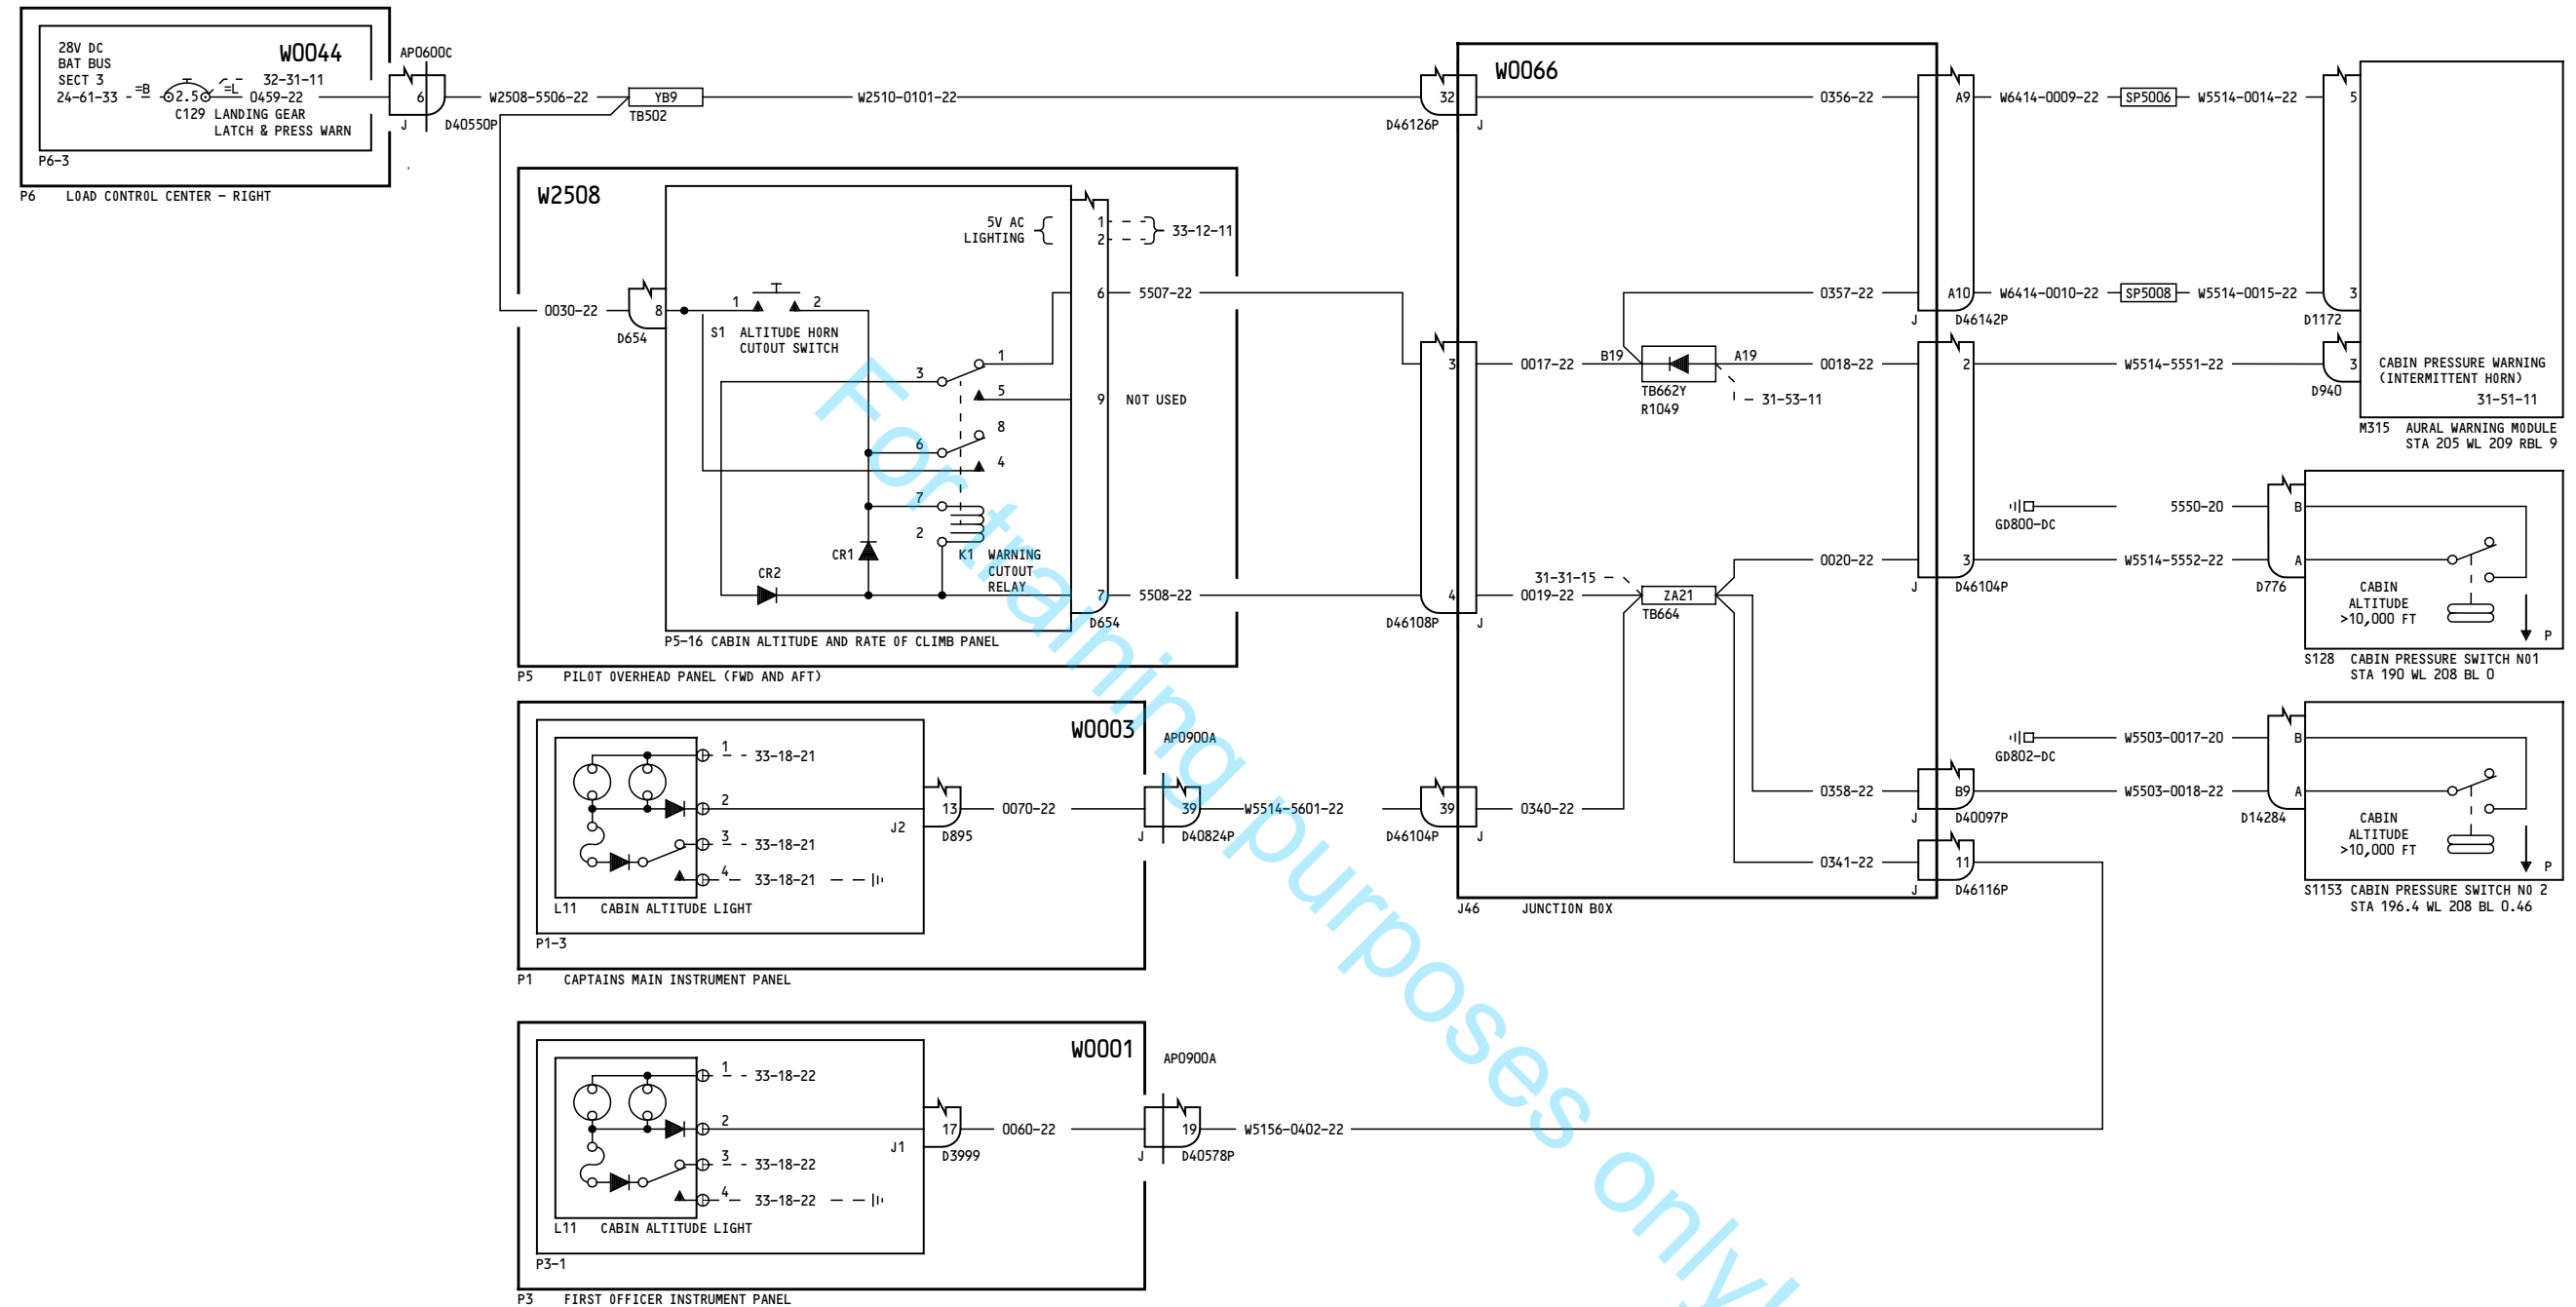 28V DC
BAT BUS
SECT 3
24-61-33
=B
2.5
=L
W0044
32-31-11
0459-22
C129 LANDING GEAR
LATCH & PRESS WARN
P6-3
P6 LOAD CONTROL CENTER - RIGHT
AP0600C
6
J
D40550P
W2508-5506-22
YB9
TB502
W2510-0101-22
32
D46126P
J
W0066
0356-22
A9
W6414-0009-22
SP5006
W5514-0014-22
5
W2508
5V AC
LIGHTING
1
2
33-12-11
0030-22
8
D654
1
2
S1 ALTITUDE HORN
CUTOUT SWITCH
6
5507-22
3
1
5
9
NOT USED
8
6
4
7
2
CR1
K1 WARNING
CUTOUT
RELAY
CR2
7
5508-22
D654
P5-16 CABIN ALTITUDE AND RATE OF CLIMB PANEL
P5 PILOT OVERHEAD PANEL (FWD AND AFT)
3
4
D46108P
J
0017-22
B19
A19
0018-22
TB662Y
R1049
31-53-11
0357-22
A10
W6414-0010-22
SP5008
W5514-0015-22
3
J
D46142P
D1172
2
W5514-5551-22
3
D940
CABIN PRESSURE WARNING
(INTERMITTENT HORN)
31-51-11
M315 AURAL WARNING MODULE
STA 205 WL 209 RBL 9
GD800-DC
5550-20
B
31-31-15
0019-22
ZA21
TB664
0020-22
3
J
D46104P
W5514-5552-22
A
D776
CABIN
ALTITUDE
>10,000 FT
P
S128 CABIN PRESSURE SWITCH NO1
STA 190 WL 208 BL 0
W0003
AP0900A
1
33-18-21
2
3
33-18-21
4
33-18-21
L11 CABIN ALTITUDE LIGHT
P1-3
P1 CAPTAINS MAIN INSTRUMENT PANEL
J2
13
D895
0070-22
39
J
D40824P
W5514-5601-22
39
D46104P
J
0340-22
0358-22
B9
J
D40097P
GD802-DC
W5503-0017-20
B
W5503-0018-22
A
D14284
CABIN
ALTITUDE
>10,000 FT
P
S1153 CABIN PRESSURE SWITCH NO 2
STA 196.4 WL 208 BL 0.46
0341-22
11
J
D46116P
J46 JUNCTION BOX
W0001
AP0900A
1
33-18-22
2
3
33-18-22
4
33-18-22
L11 CABIN ALTITUDE LIGHT
P3-1
P3 FIRST OFFICER INSTRUMENT PANEL
J1
17
D3999
0060-22
19
J
D40578P
W5156-0402-22
For training purposes only!